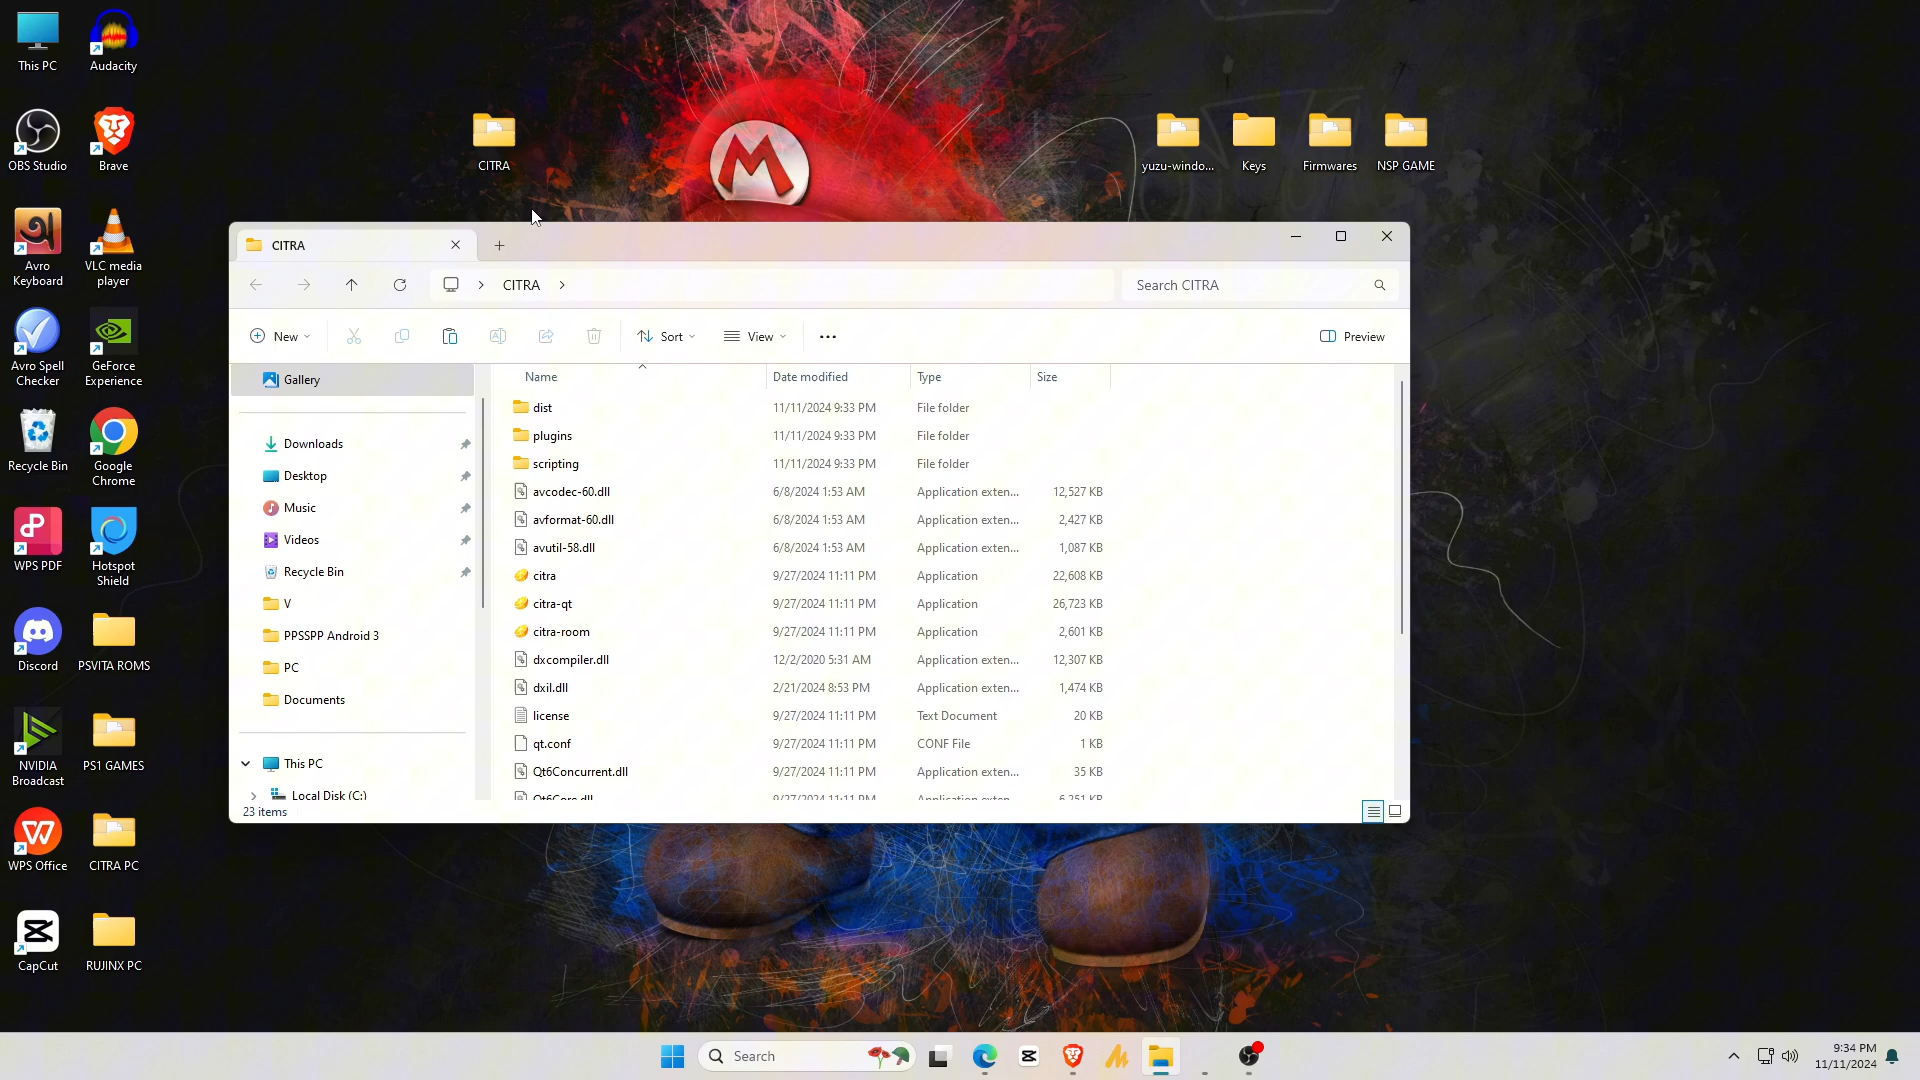 This PC
Audacity
OBS Studio
Brave
Avro
Keyboard
VLC media
player
Avro Spell
Checker
GeForce
Experience
Recycle Bin
Google
Chrome
WPS PDF
Hotspot
Shield
Discord
PSVITA ROMS
NVIDIA
Broadcast
PS1 GAMES
WPS Office
CITRA PC
CapCut
RUJINX PC
CITRA
yuzu-windo...
Keys
Firmwares
NSP GAME
M
CITRA
CITRA
Search CITRA
New
Sort
View
Preview
Gallery
Downloads
Desktop
Music
Videos
Recycle Bin
V
PPSSPP Android 3
PC
Documents
This PC
Local Disk (C:)
Name Date modified Type Size
dist 11/11/2024 9:33 PM File folder
plugins 11/11/2024 9:33 PM File folder
scripting 11/11/2024 9:33 PM File folder
avcodec-60.dll 6/8/2024 1:53 AM Application exten... 12,527 KB
avformat-60.dll 6/8/2024 1:53 AM Application exten... 2,427 KB
avutil-58.dll 6/8/2024 1:53 AM Application exten... 1,087 KB
citra 9/27/2024 11:11 PM Application 22,608 KB
citra-qt 9/27/2024 11:11 PM Application 26,723 KB
citra-room 9/27/2024 11:11 PM Application 2,601 KB
dxcompiler.dll 12/2/2020 5:31 AM Application exten... 12,307 KB
dxil.dll 2/21/2024 8:53 PM Application exten... 1,474 KB
license 9/27/2024 11:11 PM Text Document 20 KB
qt.conf 9/27/2024 11:11 PM CONF File 1 KB
Qt6Concurrent.dll 9/27/2024 11:11 PM Application exten... 35 KB
Qt6Core.dll 9/27/2024 11:11 PM Application exten... 6,251 KB
23 items
Search
9:34 PM
11/11/2024